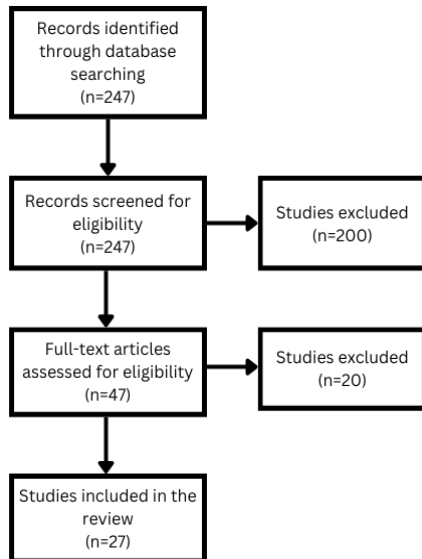 Records identified
through database
searching
(n=247)
Records screened for
eligibility
(n=247)
Studies excluded
(n=200)
Full-text articles
assessed for eligibility
(n=47)
Studies excluded
(n=20)
Studies included in the
review
(n=27)